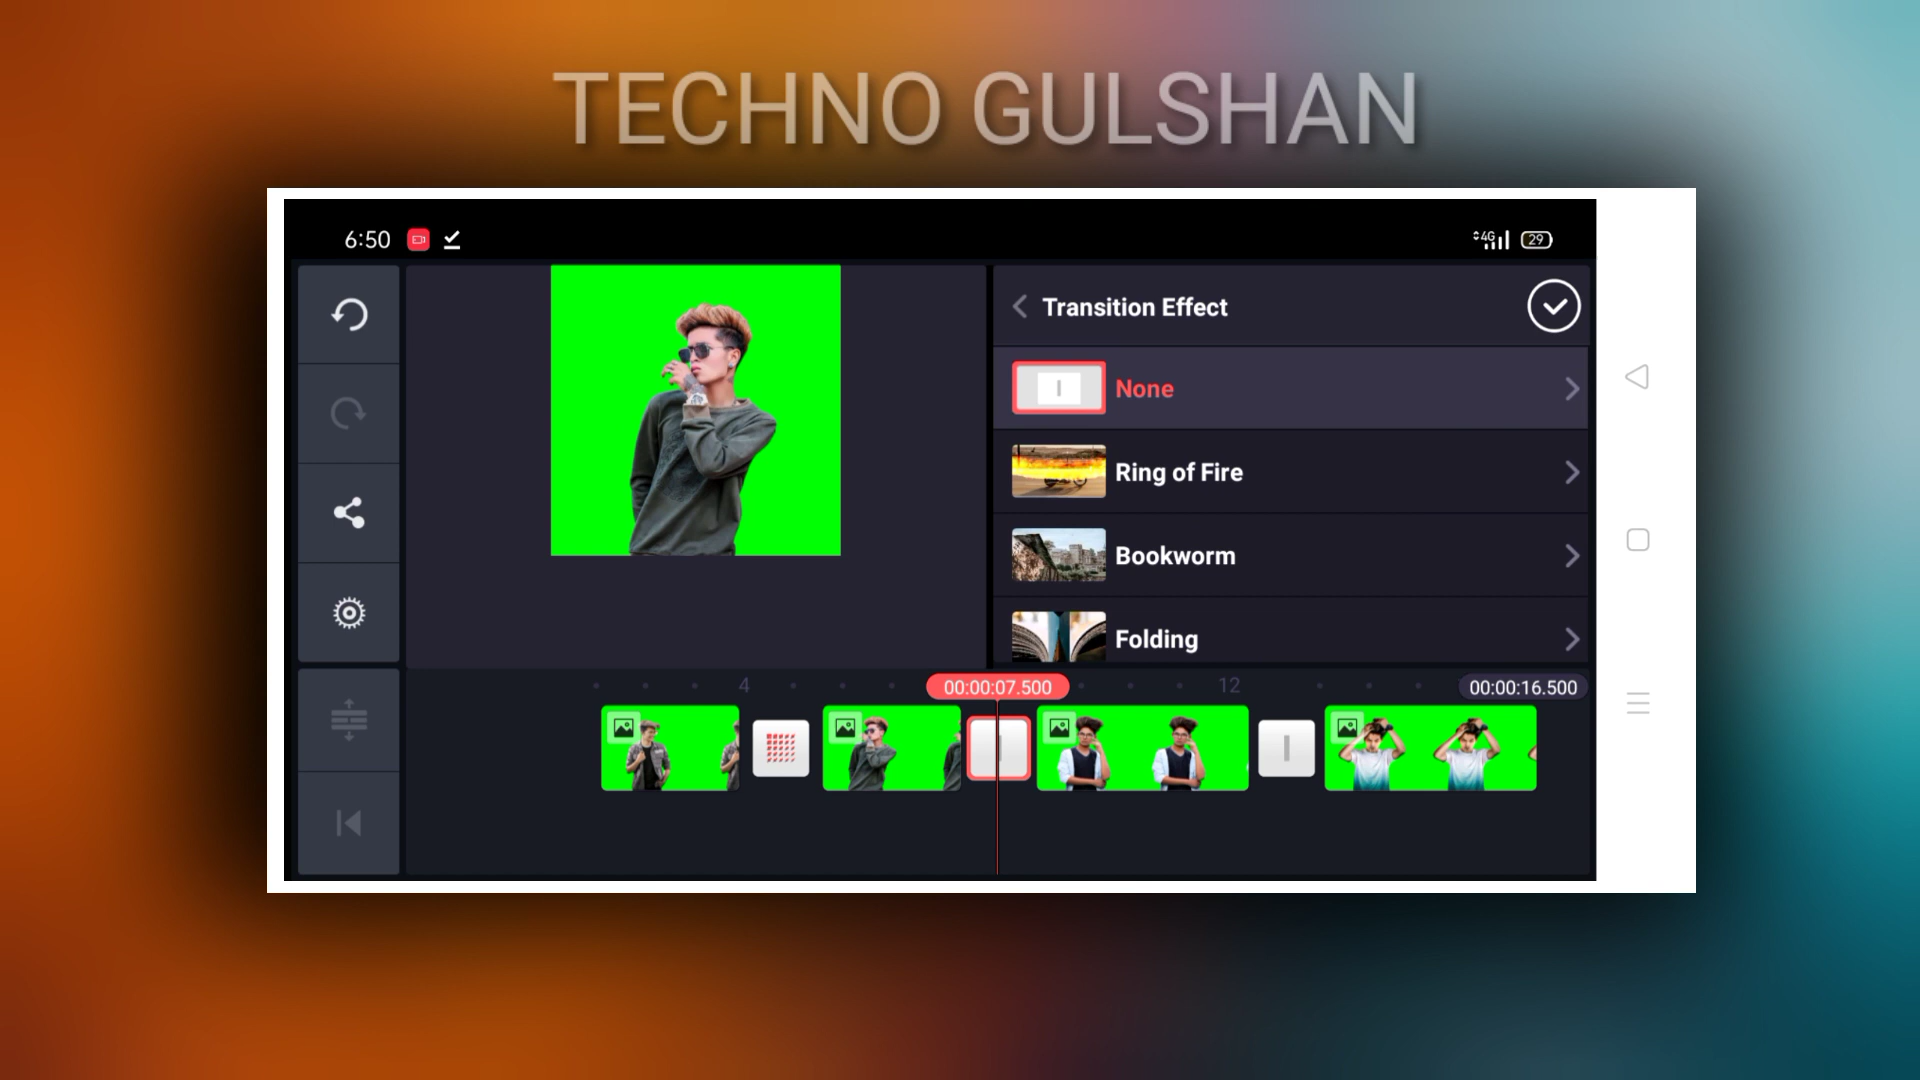 TECHNO GULSHAN
6:50
4G
29
Transition Effect
None
Ring of Fire
Bookworm
Folding
4
00:00:07.500
12
00:00:16.500